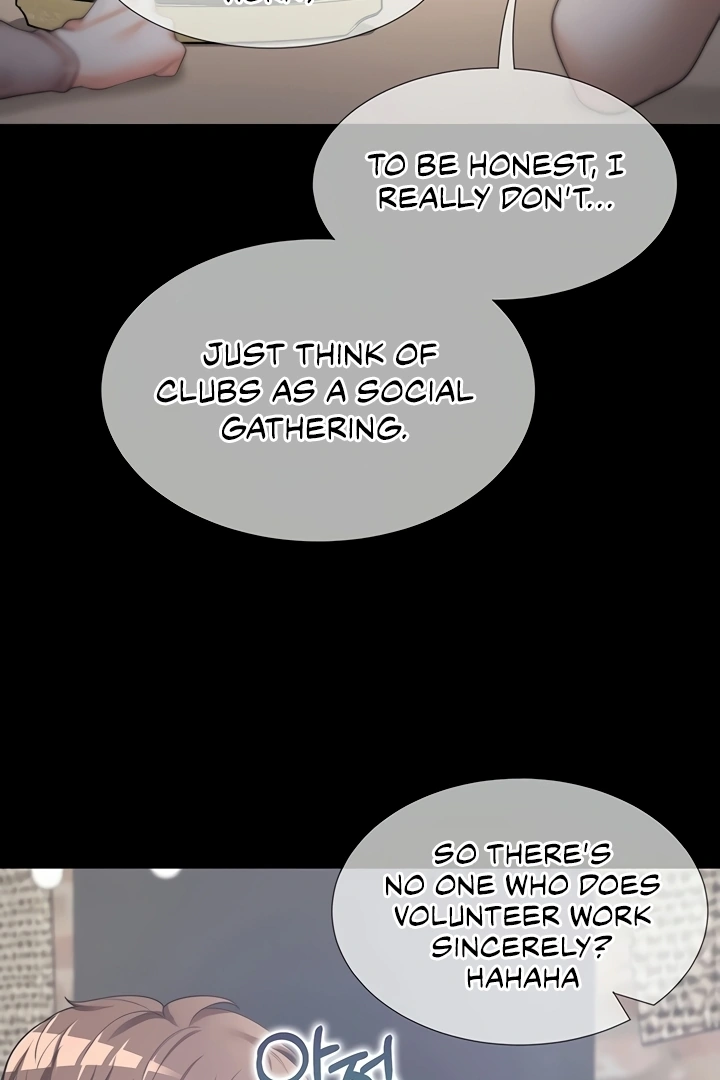 TO BE HONEST, I
REALLY DON'T...
JUST THINK OF
CLUBS AS A SOCIAL
GATHERING.
SO THERE'S
NO ONE WHO DOES
VOLUNTEER WORK
SINCERELY?
HAHAHA